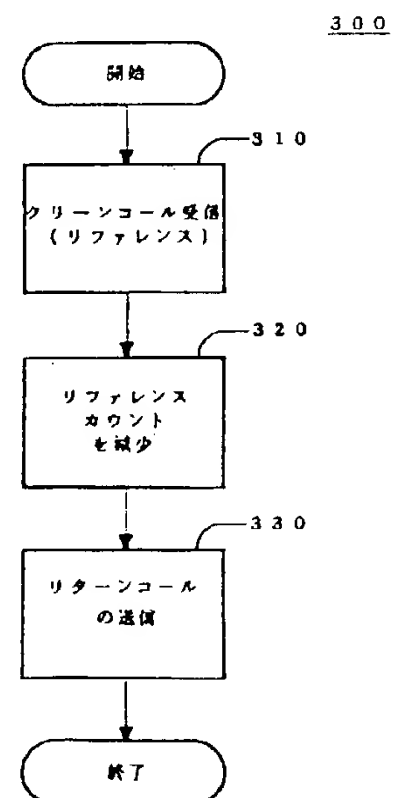 ３００
開始
３１０
クリーンコール受信
（リファレンス）
３２０
リファレンス
カウント
を減少
３３０
リターンコール
の送信
終了